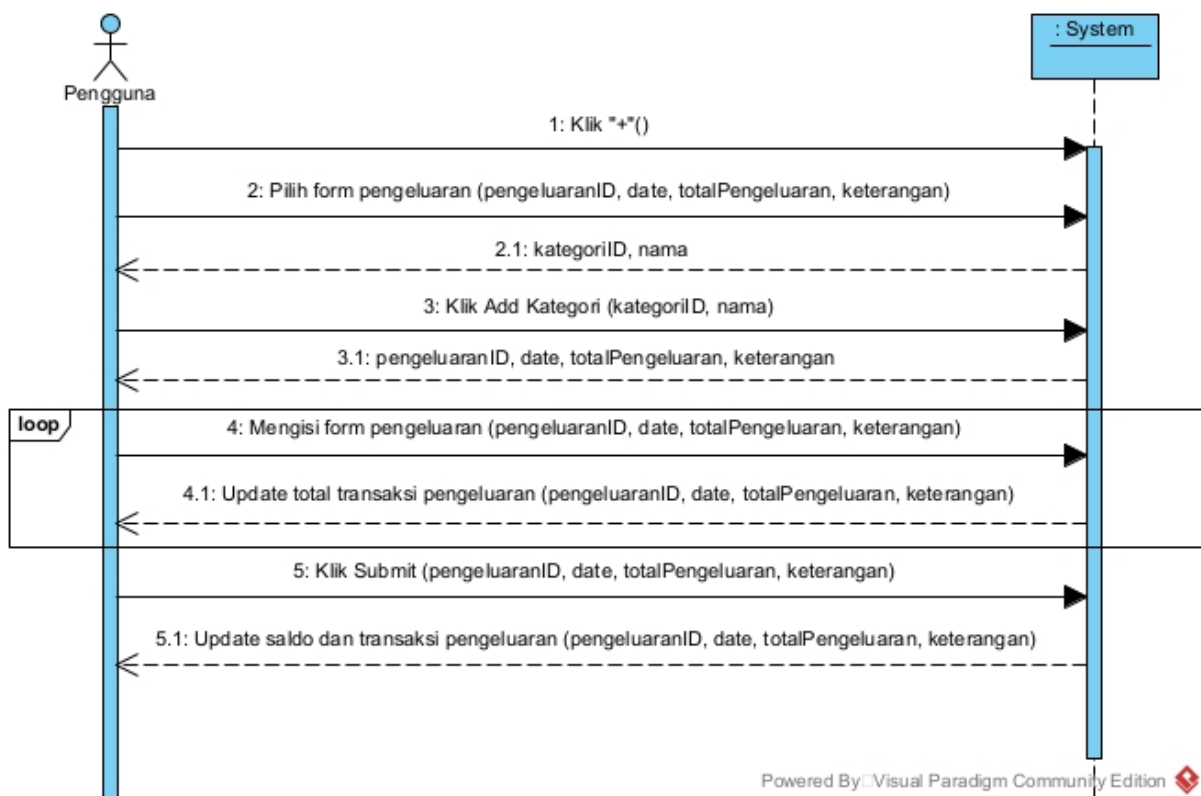 : System
Pengguna
1: Klik "+"()
2: Pilih form pengeluaran (pengeluaranID, date, totalPengeluaran, keterangan)
2.1: kategoriID, nama
3: Klik Add Kategori (kategoriID, nama)
3.1: pengeluaranID, date, totalPengeluaran, keterangan
loop
4: Mengisi form pengeluaran (pengeluaranID, date, totalPengeluaran, keterangan)
4.1: Update total transaksi pengeluaran (pengeluaranID, date, totalPengeluaran, keterangan)
5: Klik Submit (pengeluaranID, date, totalPengeluaran, keterangan)
5.1: Update saldo dan transaksi pengeluaran (pengeluaranID, date, totalPengeluaran, keterangan)
Powered By Visual Paradigm Community Edition